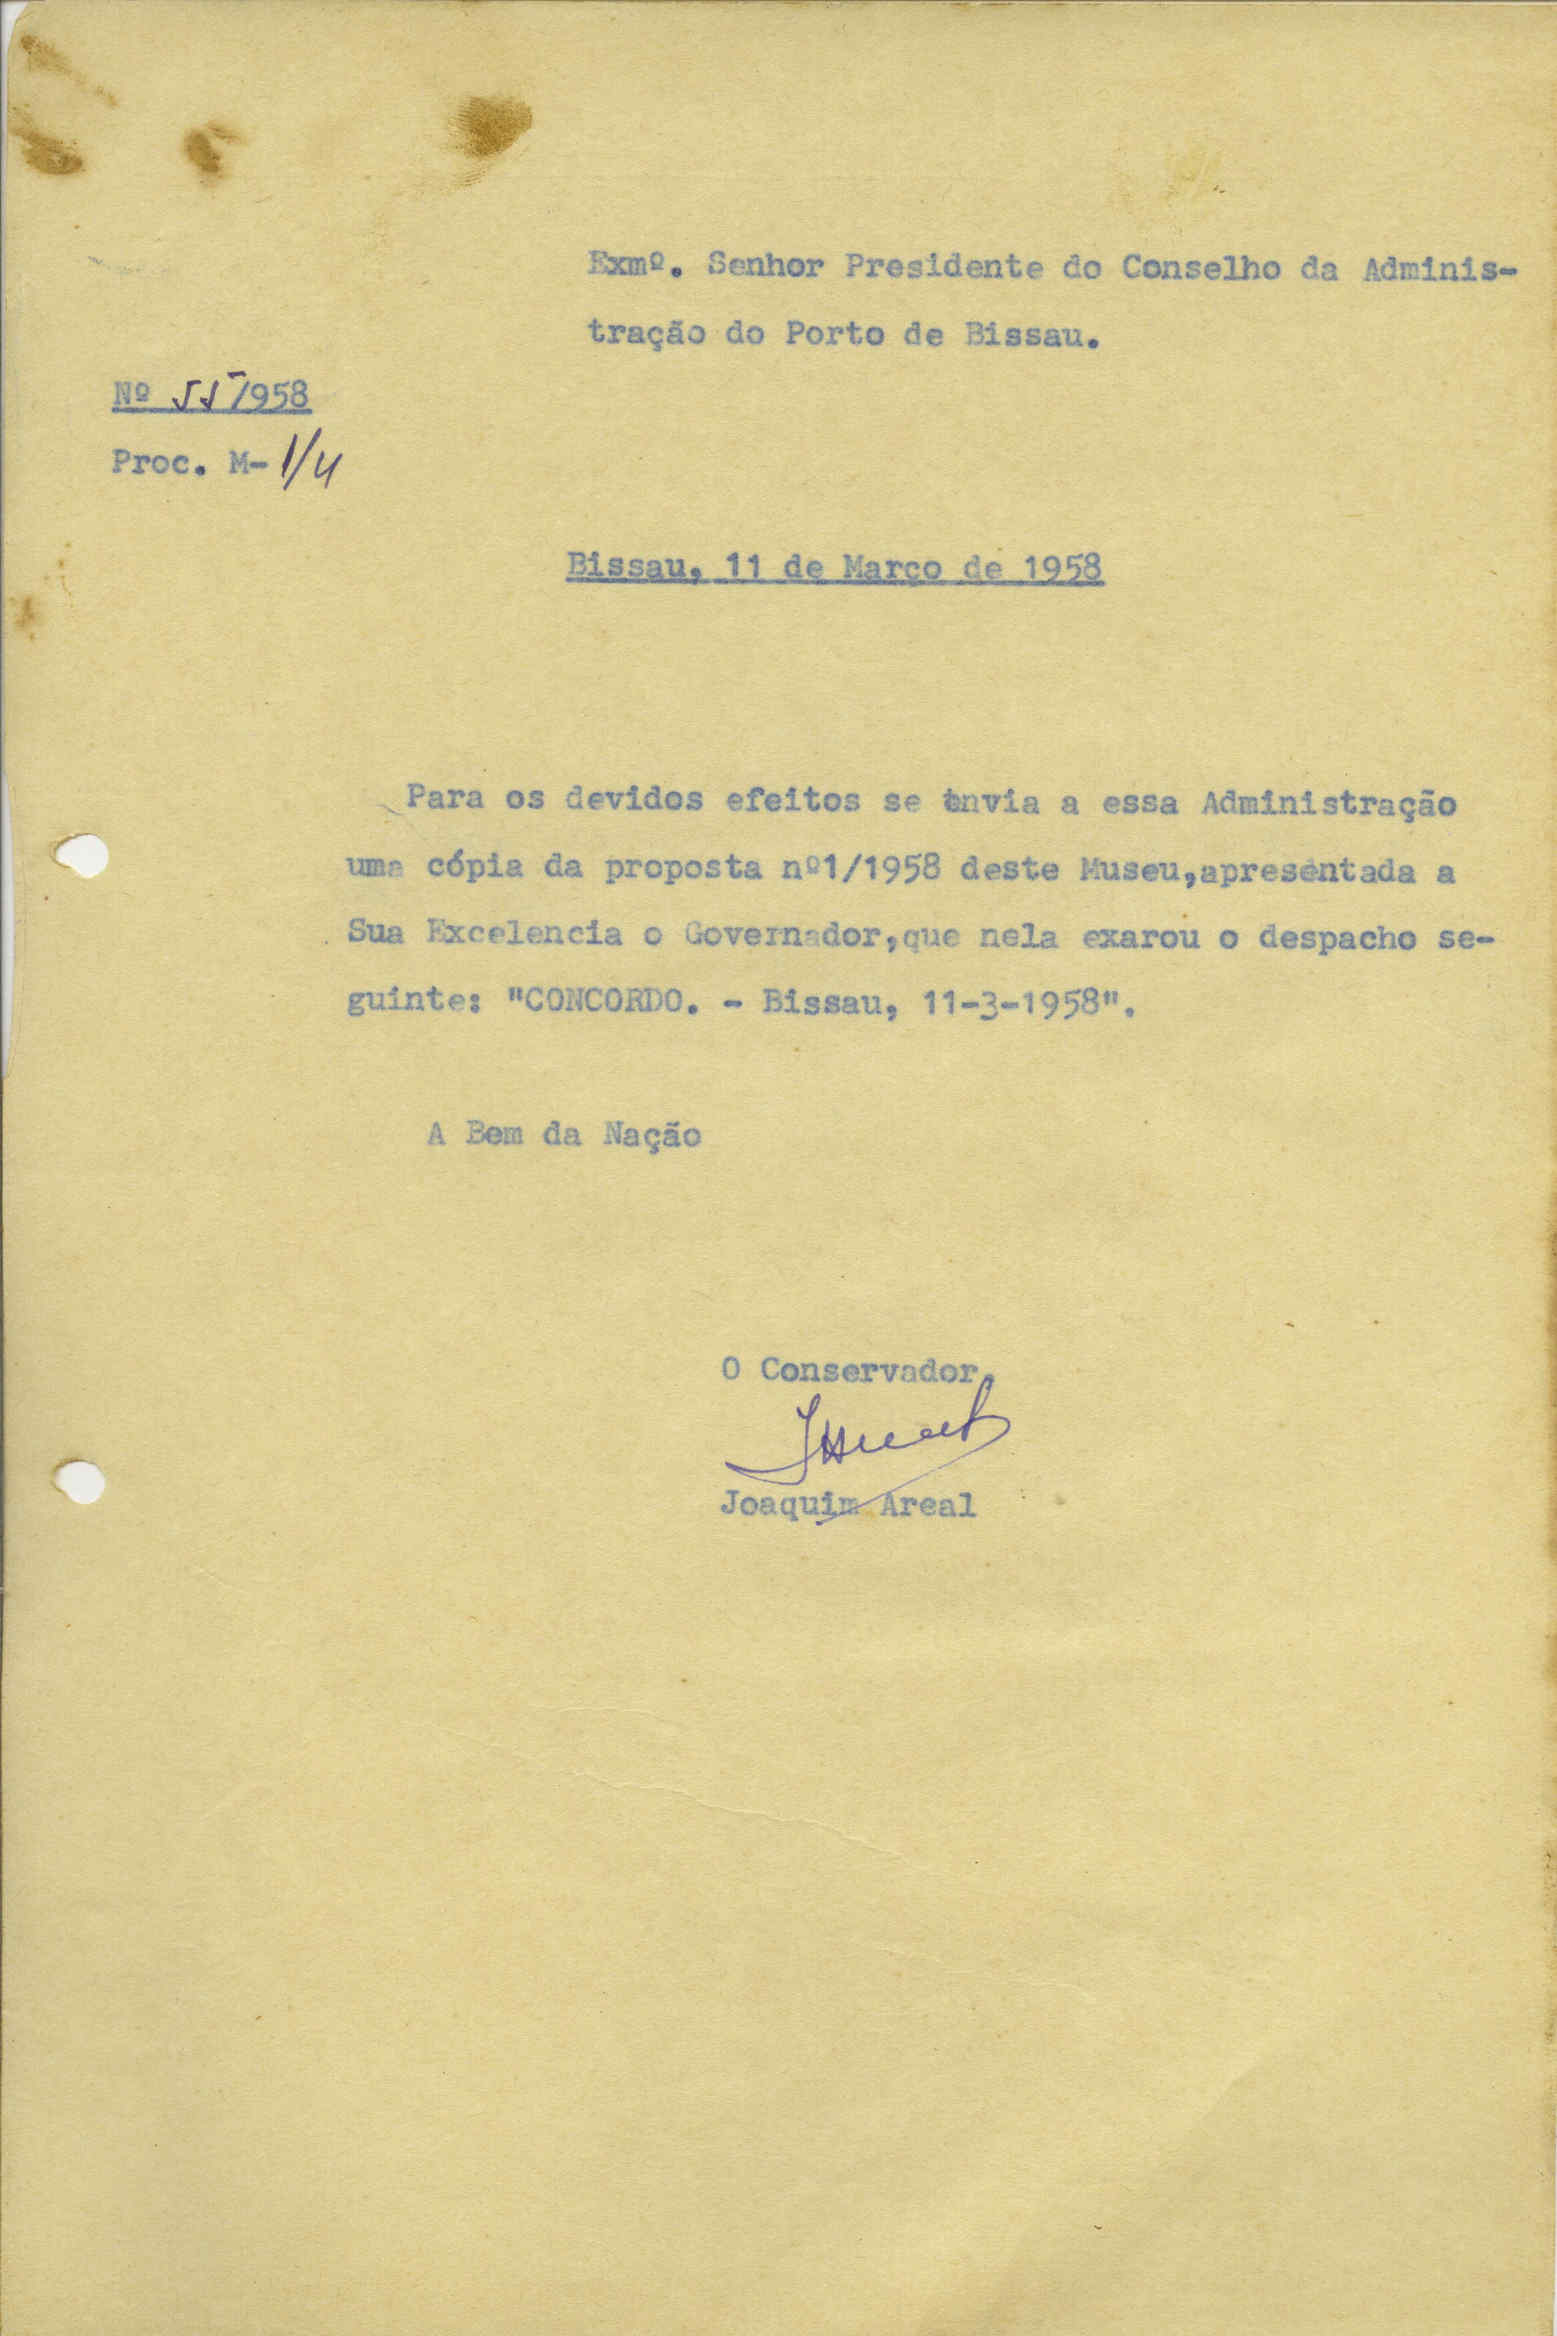 Exmº. Senhor Presidente do Conselho da Adminis-
tração do Porto de Bissau.
Nº 55/958
Proc. M-1/4
Bissau, 11 de Março de 1958
Para os devidos efeitos se envia a essa Administração
uma cópia da proposta nº1/1958 deste Museu,apresentada a
Sua Excelencia o Governador,que nela exarou o despacho se-
guinte: "CONCORDO. - Bissau, 11-3-1958".
A Bem da Nação
O Conservador,
Joaquim Areal